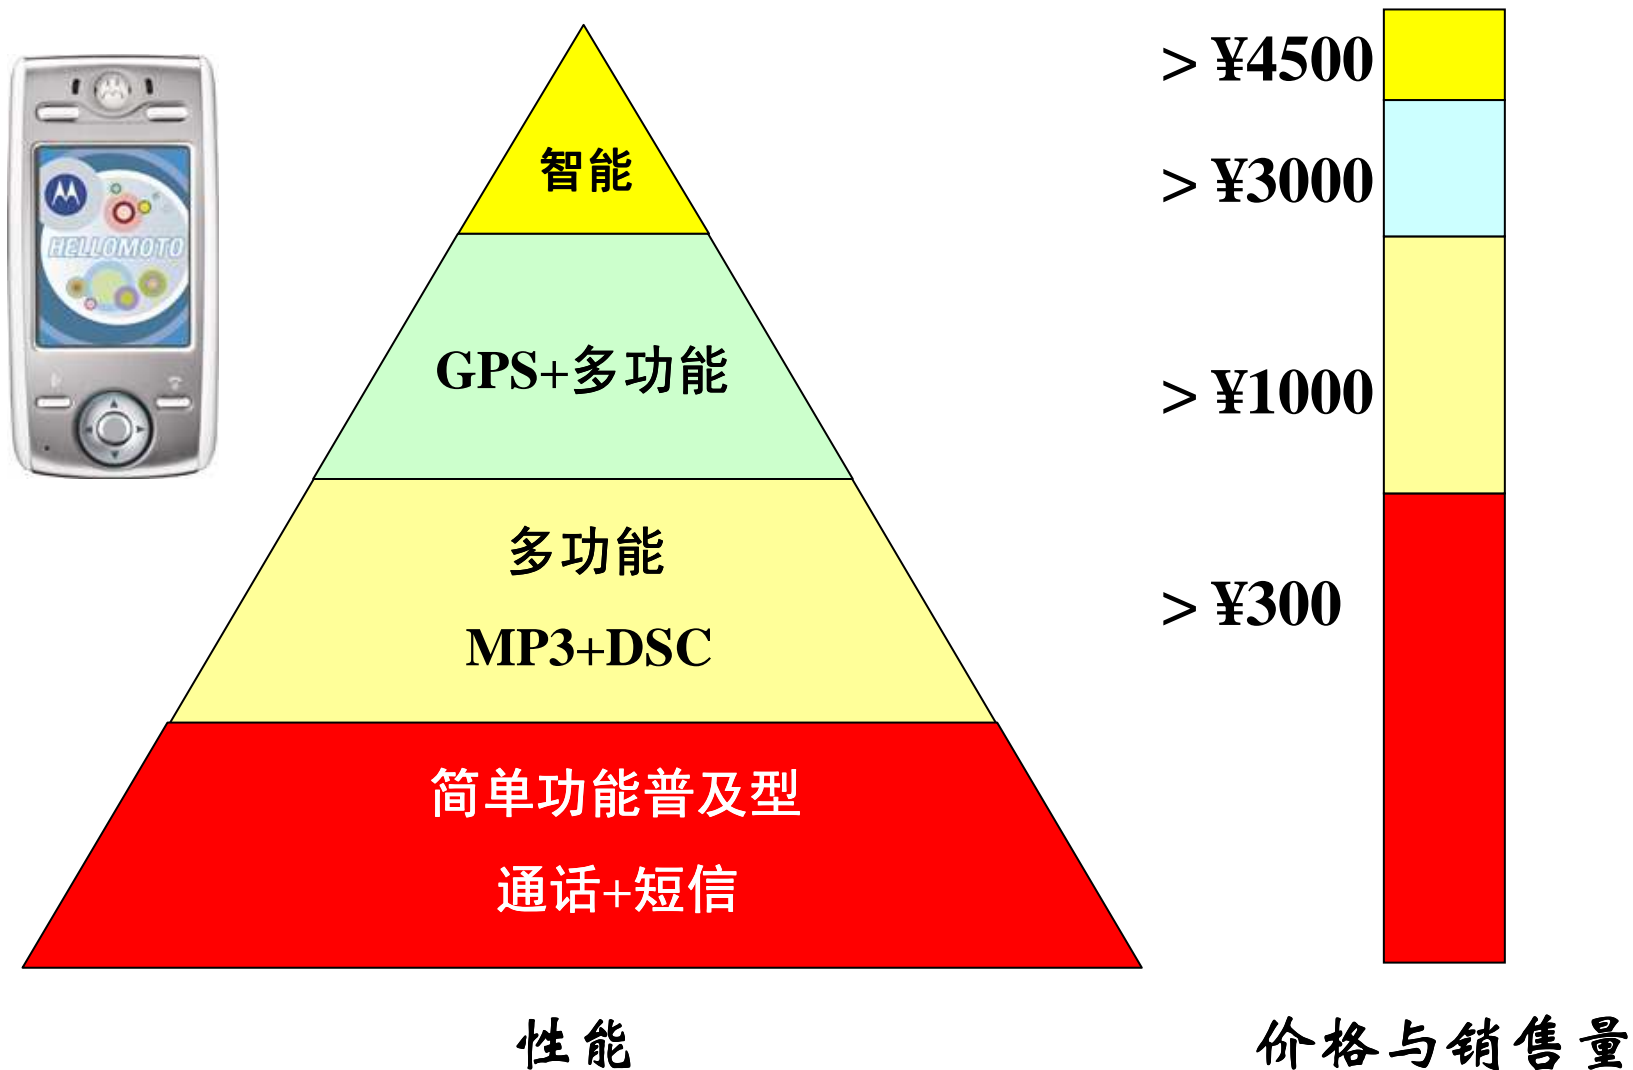 HELLOMOTO
智能
GPS+多功能
多功能
MP3+DSC
简单功能普及型
通话+短信
性能
> ¥4500
> ¥3000
> ¥1000
> ¥300
价格与销售量